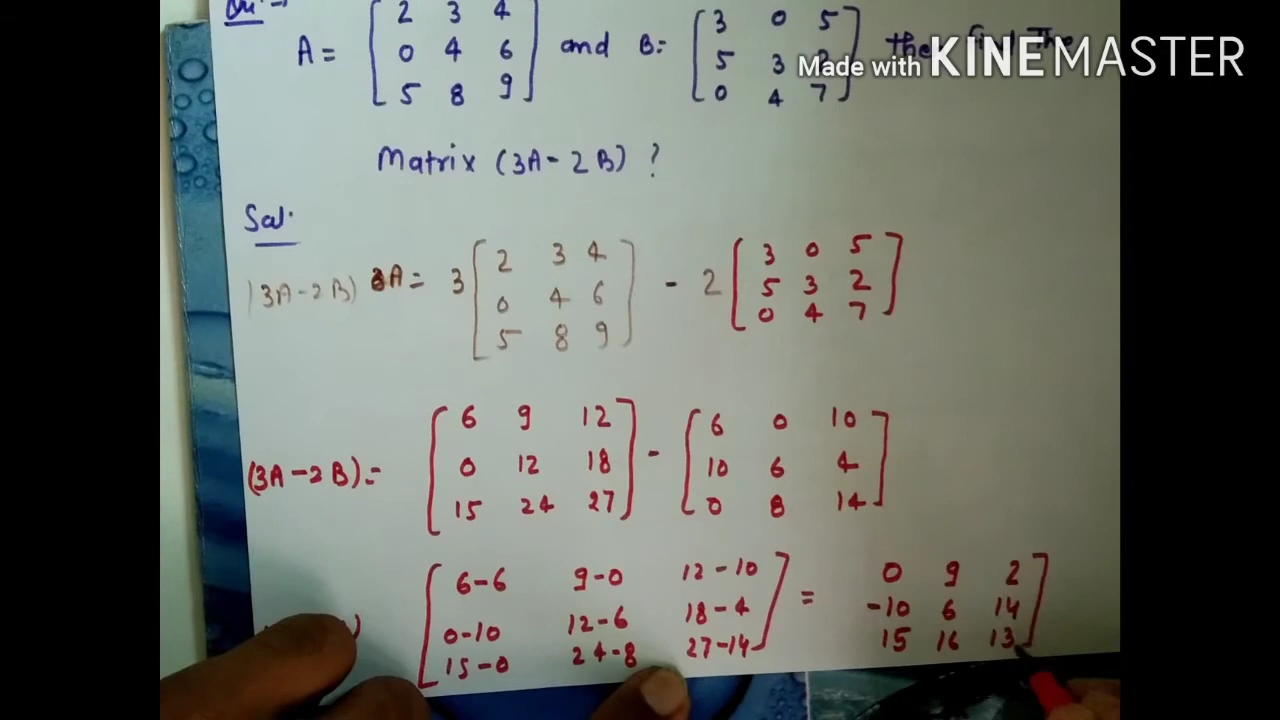 Qu:-
A = [2 3 4
0 4 6
5 8 9] and B = [3 0 5
5 3 2
0 4 7] then find The
Made with KINEMASTER
Matrix (3A - 2B) ?
Sol.
(3A-2B) 3A = 3 [2 3 4
0 4 6
5 8 9] - 2 [3 0 5
5 3 2
0 4 7]
(3A-2B) = [6 9 12
0 12 18
15 24 27] - [6 0 10
10 6 4
0 8 14]
[6-6 9-0 12-10
0-10 12-6 18-4
15-0 24-8 27-14] = 0 9 2
-10 6 14
15 16 13]